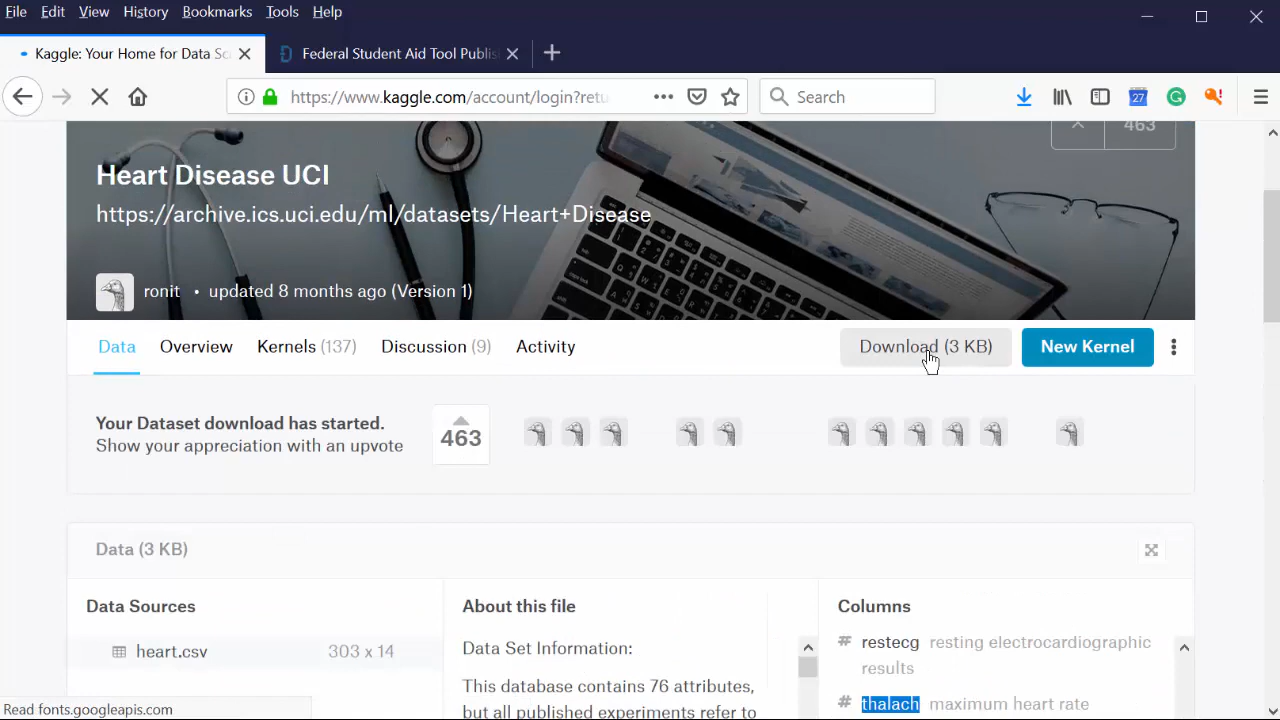 File Edit View History Bookmarks Tools Help
Kaggle: Your Home for Data Sc
Federal Student Aid Tool Publis
https://www.kaggle.com/account/login?retu
Search
27
463
Heart Disease UCI
https://archive.ics.uci.edu/ml/datasets/Heart+Disease
ronit • updated 8 months ago (Version 1)
Data Overview Kernels (137) Discussion (9) Activity Download (3 KB) New Kernel
Your Dataset download has started.
Show your appreciation with an upvote
463
Data (3 KB)
Data Sources
heart.csv 303 x 14
About this file
Data Set Information:
This database contains 76 attributes,
but all published experiments refer to
Columns
# restecg resting electrocardiographic
results
# thalach maximum heart rate
Read fonts.googleapis.com